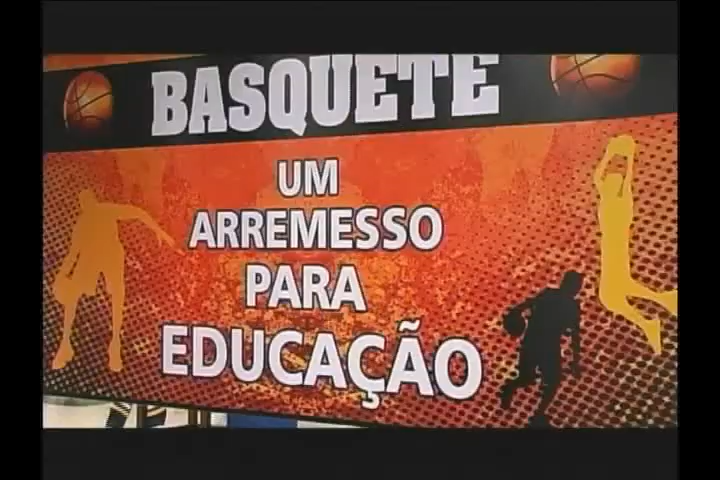 BASQUETE
UM
ARREMESSO
PARA
EDUCAÇÃO